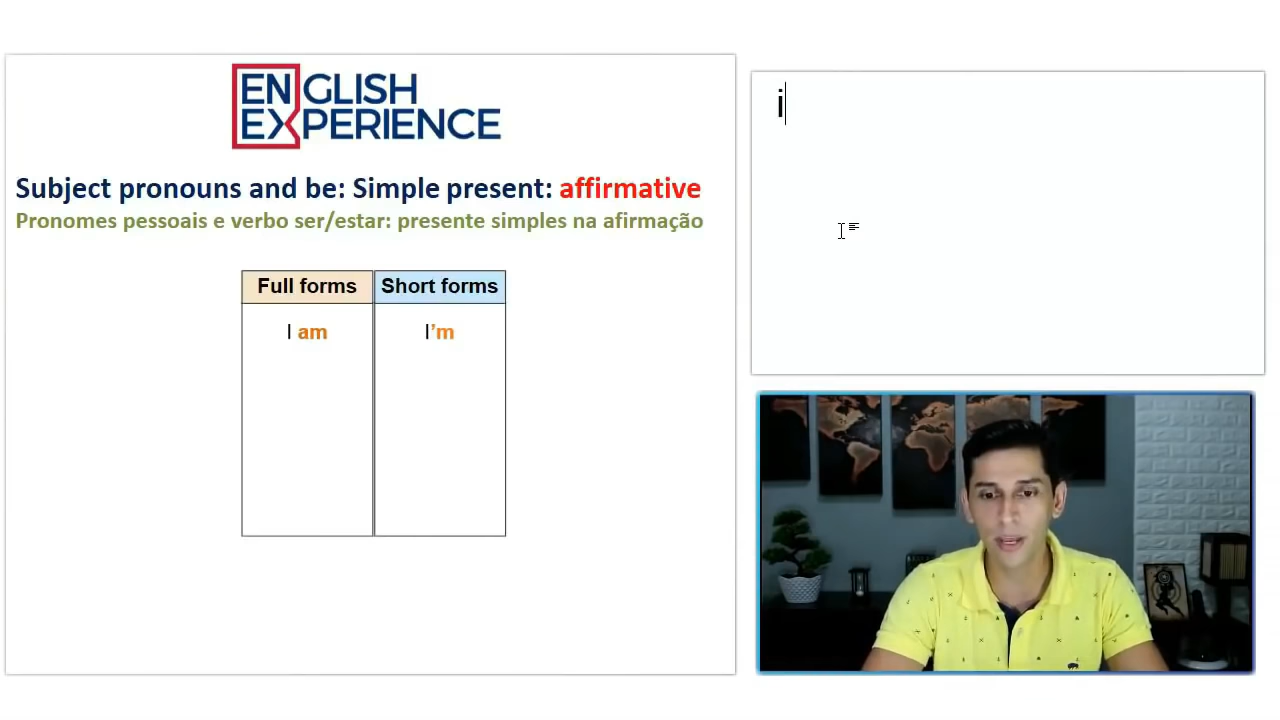 ENGLISH
EXPERIENCE
Subject pronouns and be: Simple present: affirmative
Pronomes pessoais e verbo ser/estar: presente simples na afirmação
Full forms Short forms
I am I'm
i